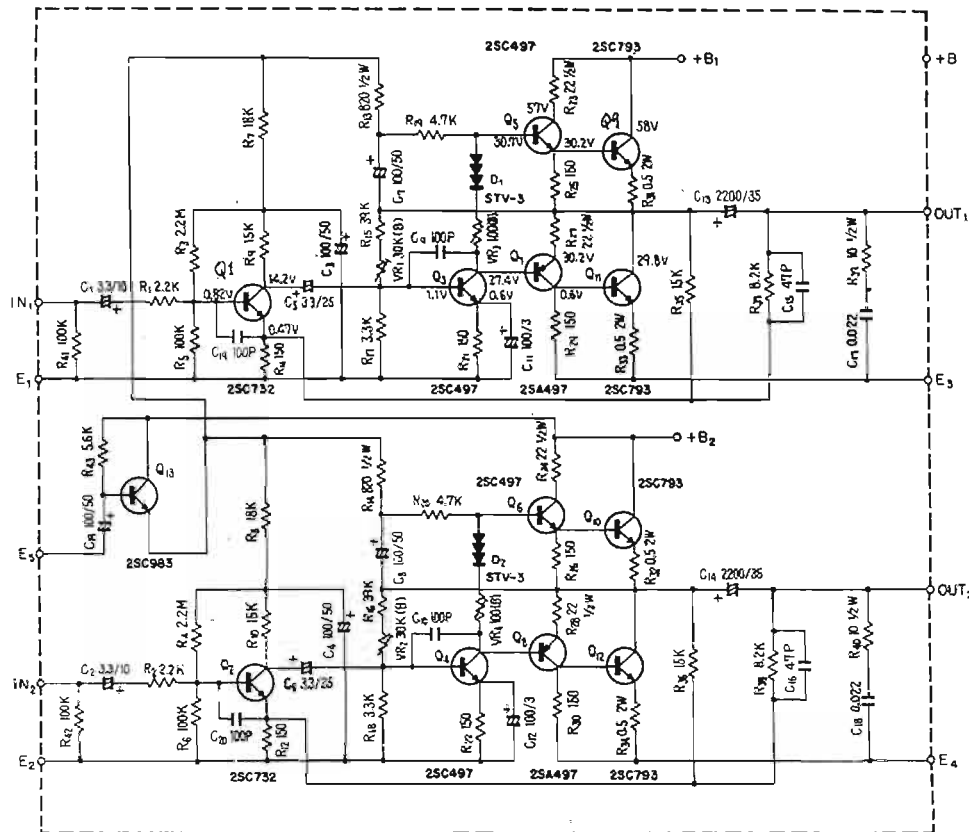 2SC497
2SC793
+B₁
+B
R₁₃ 820 ½W
R₂₃ 22 ½W
57V
R₇ 18K
R₁₉ 4.7K
Q₅
Q9
58V
30.7V
30.2V
D₁
STV-3
C₇ 100/50
R₂₅ 150
R₃₁ 0.5 2W
C₁₃ 2200/35
OUT₁
R₃ 2.2M
R₉ 15K
C₃ 100/50
R₁₅ 39K
C₉ 100P
VR₃ 100(B)
R₂₇ 22 ½W
VR₁ 30K(B)
Q1
14.2V
Q₃
Q₇
30.2V
Q₁₁
29.8V
R₃₅ 15K
R₃₇ 8.2K
C₁₅ 47P
10 ½W
IN₁
C₁ 3.3/10
R₁ 2.2K
0.82V
C₅ 3.3/25
1.1V
27.4V
0.6V
0.6V
R₄₁ 100K
R₅ 100K
C₁₉ 100P
0.47V
150
R₁₇ 3.3K
R₂₁ 150
C₁₁ 100/3
R₂₉ 150
R₃₃ 0.5 2W
C₁₇ 0.022
E₁
E₃
2SC732
2SC497
2SA497
2SC793
+B₂
R₄₃ 5.6K
Q₁₃
R₁₄ 820 ½W
R₂₄ 22 ½W
2SC497
2SC793
100/50
R₈ 18K
R₂₀ 4.7K
Q₆
Q₁₀
E₅
2SC983
C₈ 100/50
D₂
STV-3
R₂₆ 150
R₃₂ 0.5 2W
C₁₄ 2200/35
OUT₂
R₄ 2.2M
R₁₀ 15K
C₄ 100/50
R₁₆ 39K
C₁₀ 100P
VR₄ 100(B)
R₂₈ 22
½W
VR₂ 30K(B)
Q₂
Q₄
Q₈
Q₁₂
R₃₆ 15K
8.2K
C₁₆ 47P
R₄₀ 10 ½W
IN₂
C₂ 3.3/10
R₂ 2.2K
C₆ 3.3/25
R₄₂ 100K
R₆ 100K
C₂₀ 100P
R₁₂ 150
R₁₈ 3.3K
R₂₂ 150
C₁₂ 100/3
R₃₀ 150
R₃₄ 0.5 2W
C₁₈ 0.022
E₂
E₄
2SC732
2SC497
2SA497
2SC793